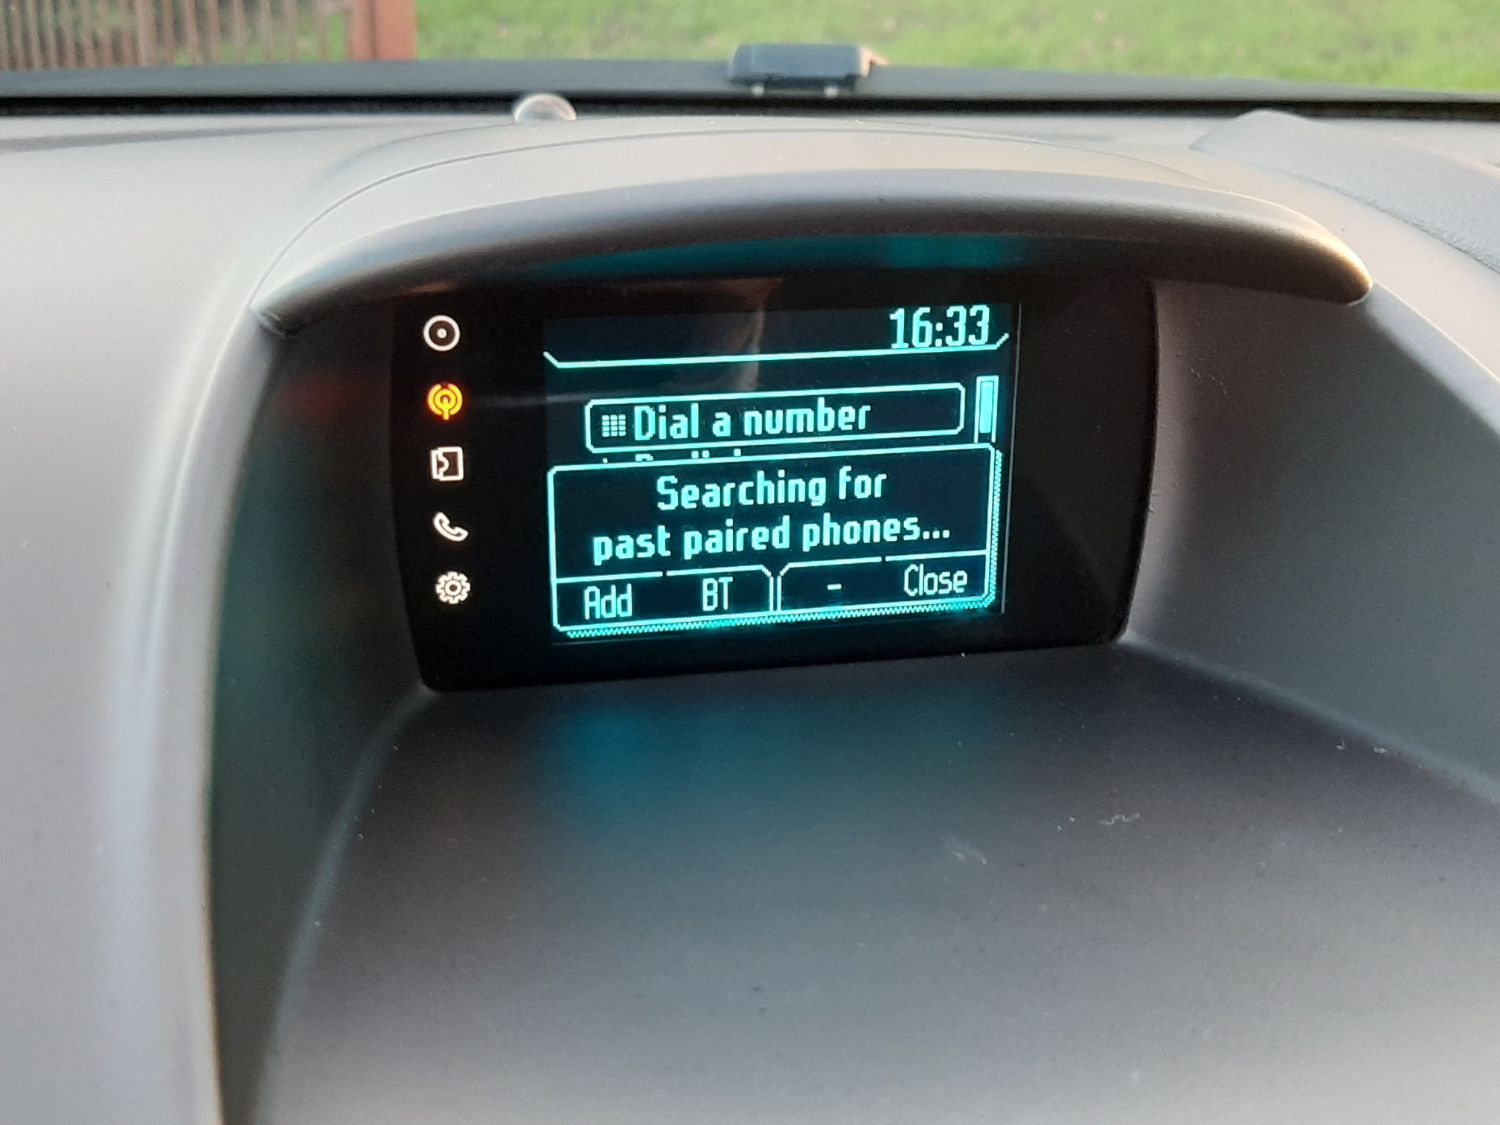 16:33
Dial a number
Searching for
past paired phones...
Add BT - Close